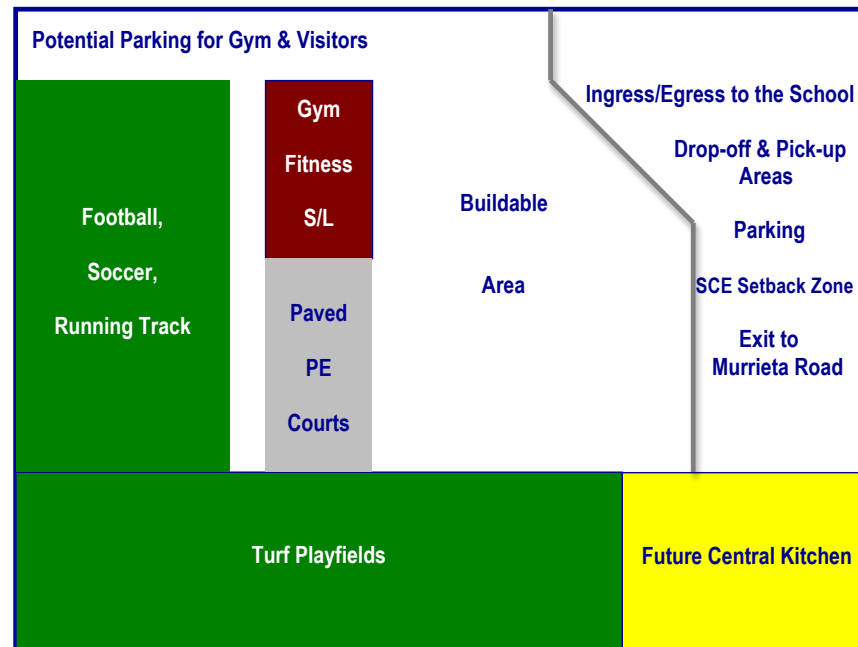 Potential Parking for Gym & Visitors
Gym
Fitness
S/L
Football,
Soccer,
Running Track
Paved
PE
Courts
Buildable
Area
Ingress/Egress to the School
Drop-off & Pick-up
Areas
Parking
SCE Setback Zone
Exit to
Murrieta Road
Turf Playfields
Future Central Kitchen